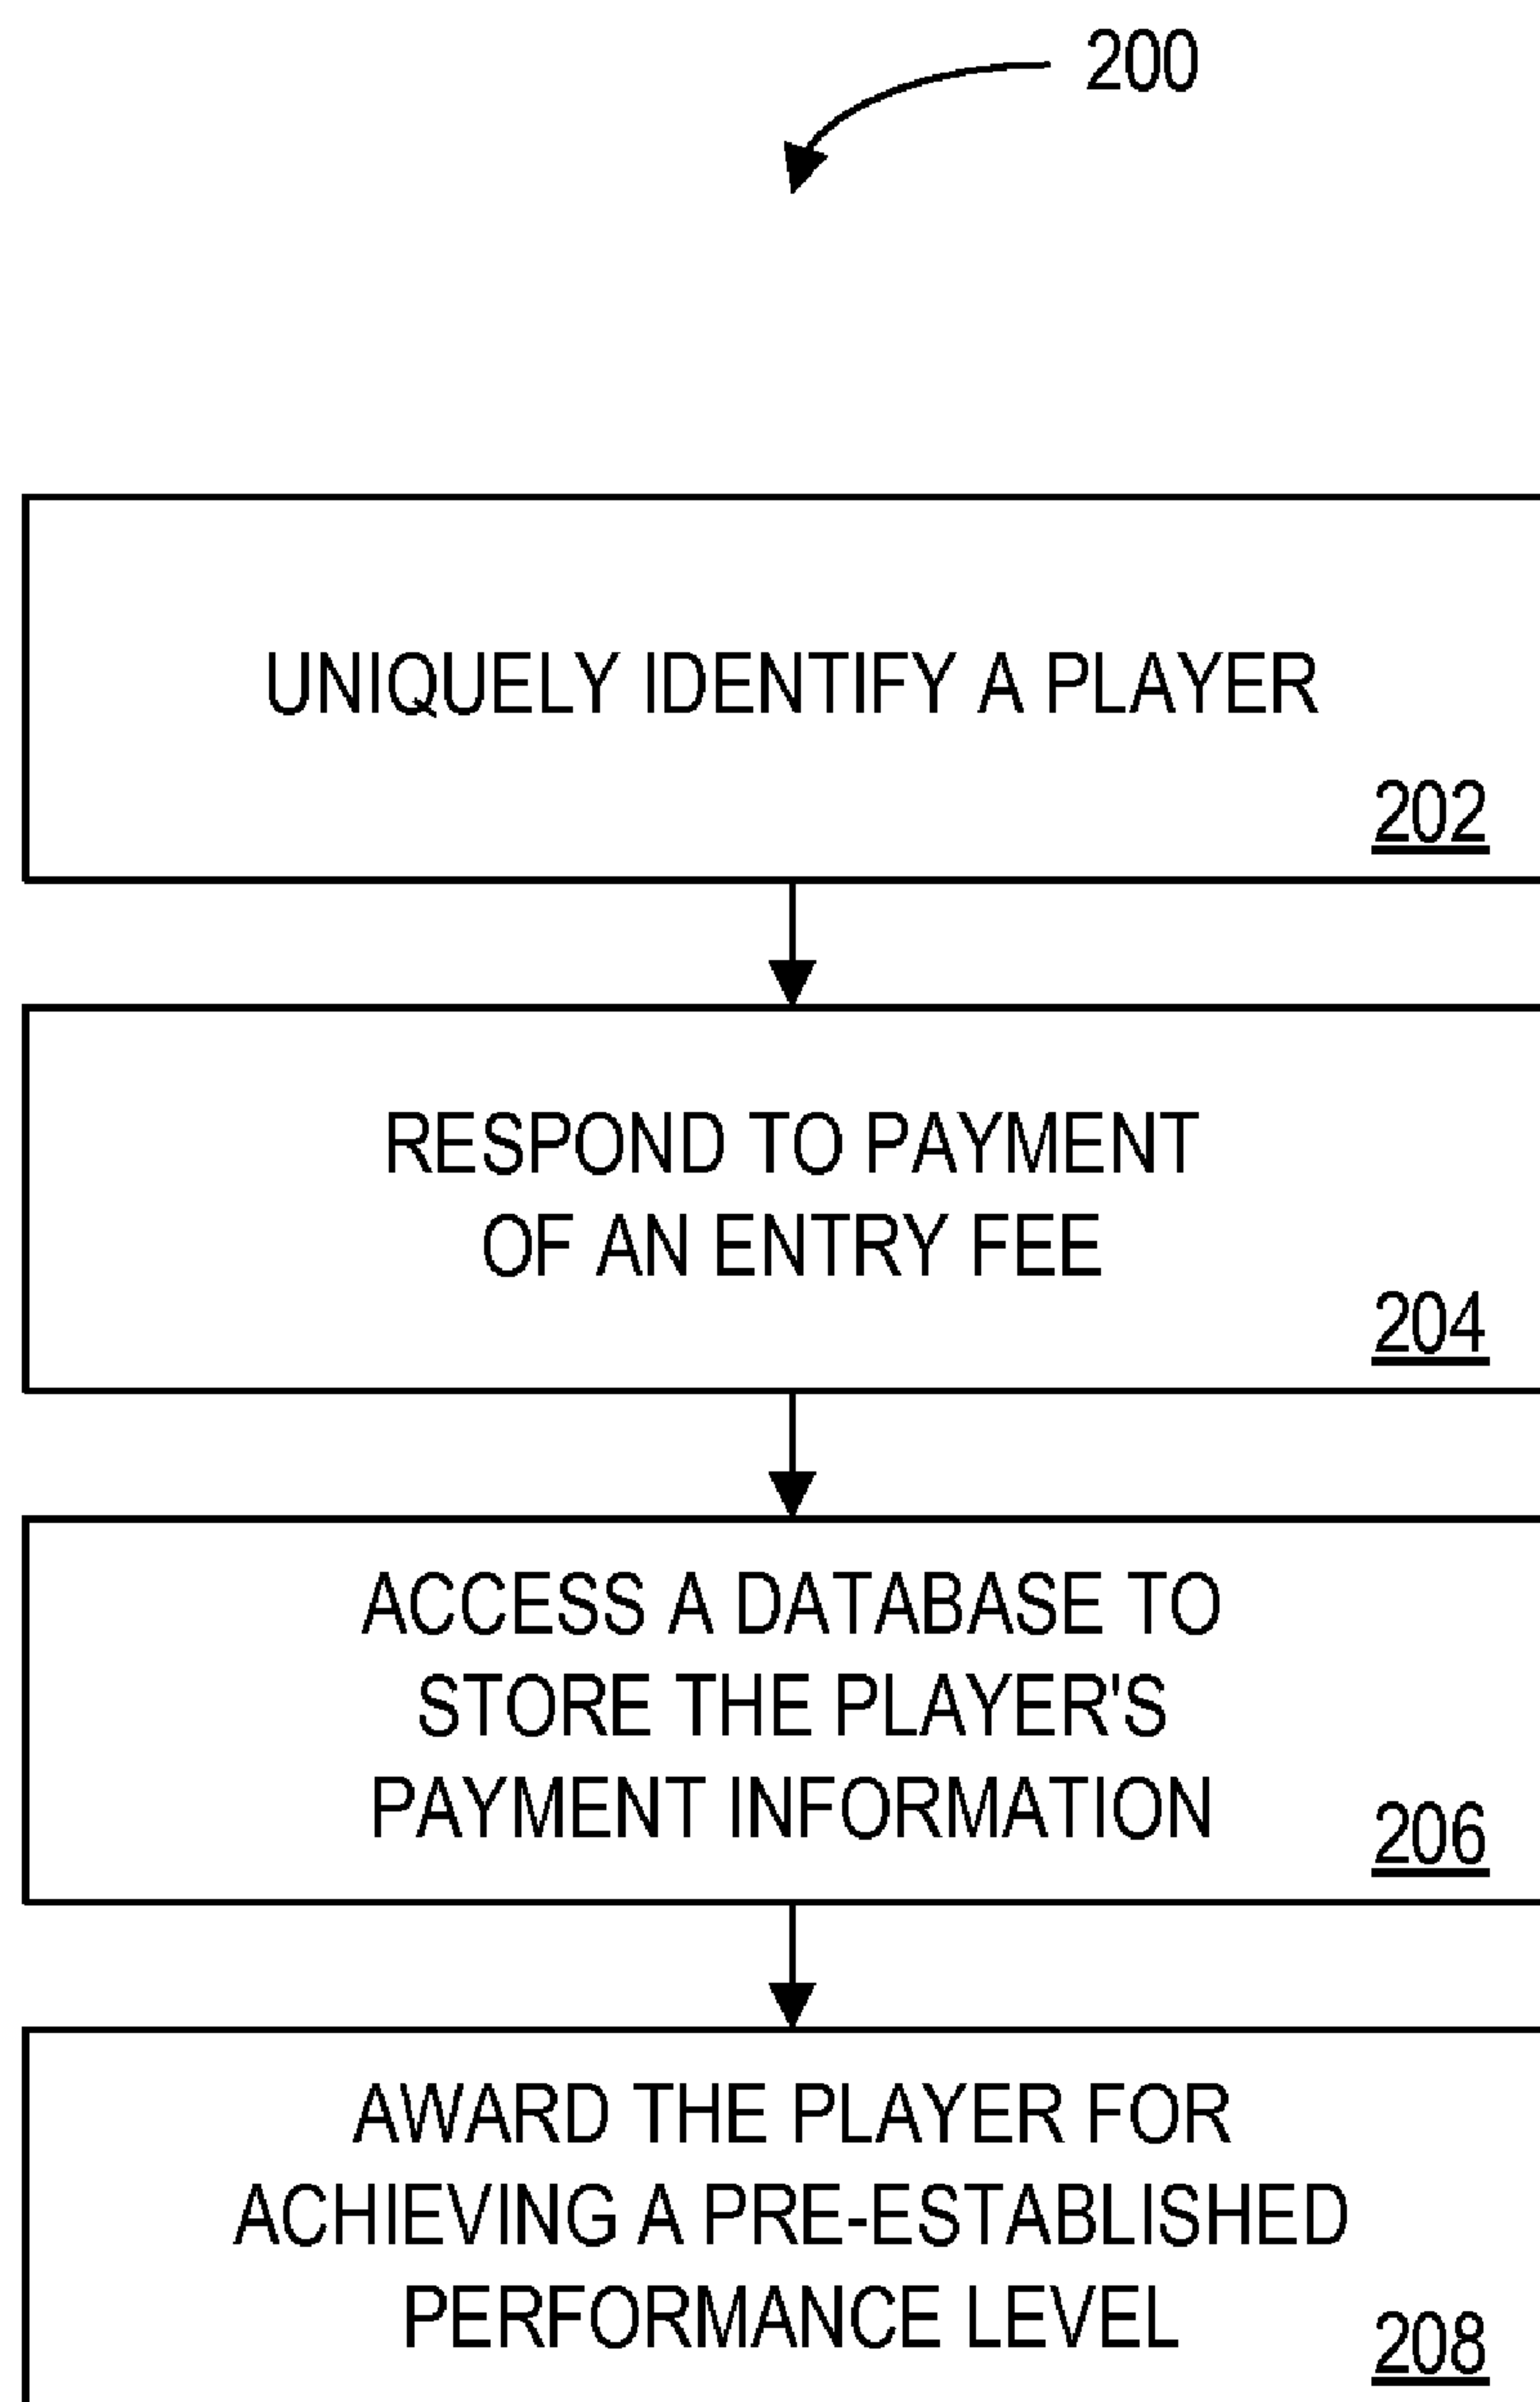 200
UNIQUELY IDENTIFY A PLAYER
202
RESPOND TO PAYMENT
OF AN ENTRY FEE
204
ACCESS A DATABASE TO
STORE THE PLAYER'S
PAYMENT INFORMATION
206
AWARD THE PLAYER FOR
ACHIEVING A PRE-ESTABLISHED
PERFORMANCE LEVEL
208